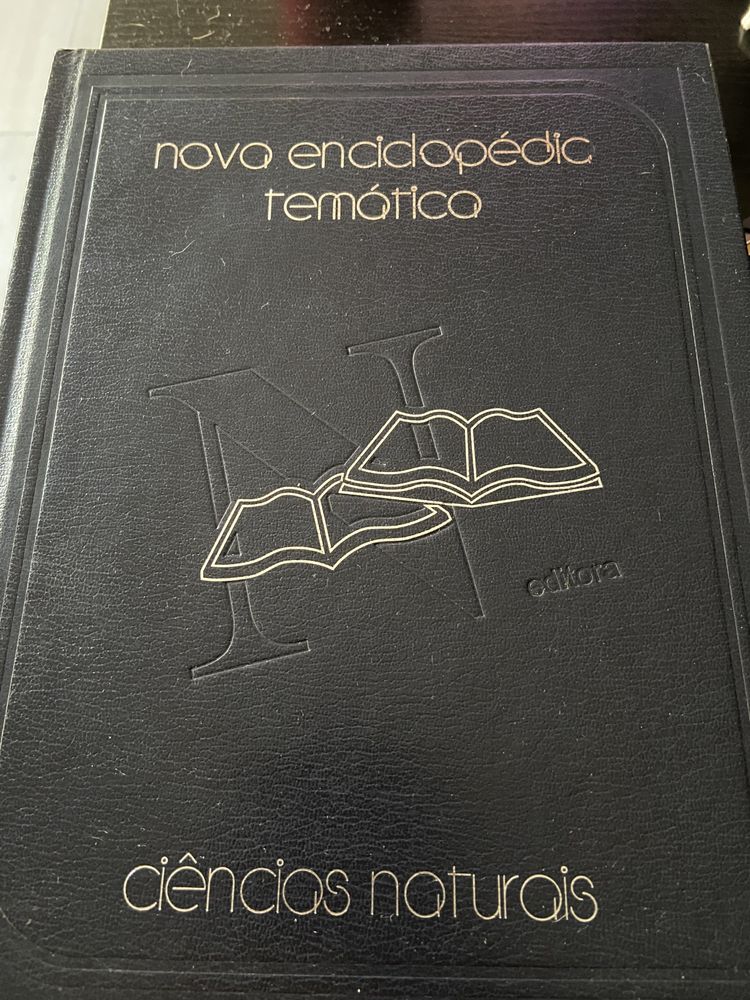 nova enciclopédia
temática
N
editora
ciências naturais